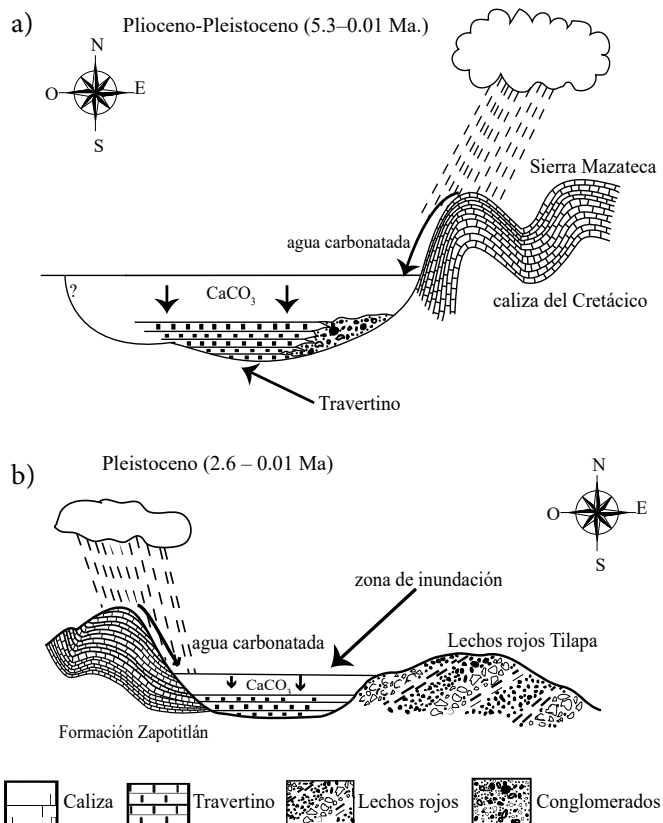 a)
Plioceno-Pleistoceno (5.3–0.01 Ma.)
N
O
E
S
Sierra Mazateca
agua carbonatada
?
CaCO3
caliza del Cretácico
Travertino
b)
Pleistoceno (2.6 – 0.01 Ma)
N
O
E
S
zona de inundación
agua carbonatada
Lechos rojos Tilapa
CaCO3
Formación Zapotitlán
Caliza
Travertino
Lechos rojos
Conglomerados